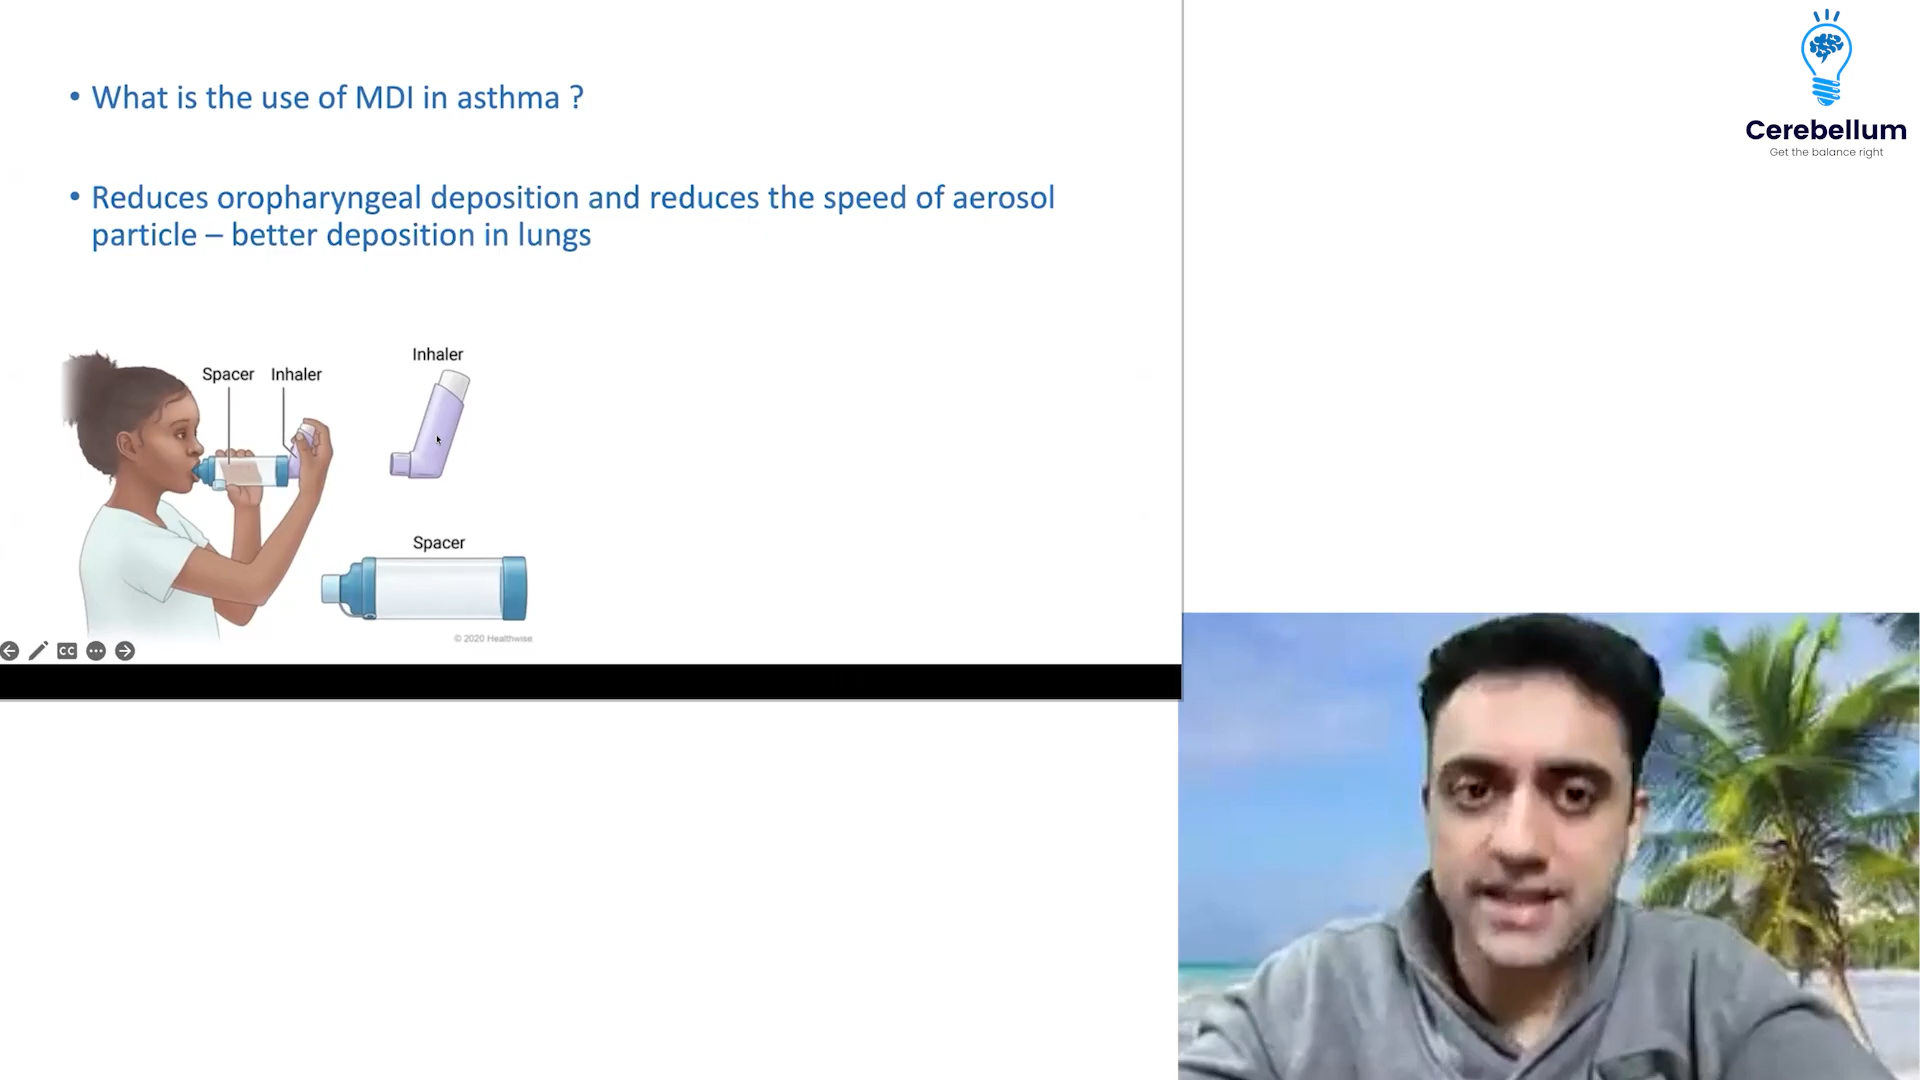 • What is the use of MDI in asthma ?
• Reduces oropharyngeal deposition and reduces the speed of aerosol
particle – better deposition in lungs
Spacer
Inhaler
Inhaler
Spacer
© 2020 Healthwise
CC
Cerebellum
Get the balance right